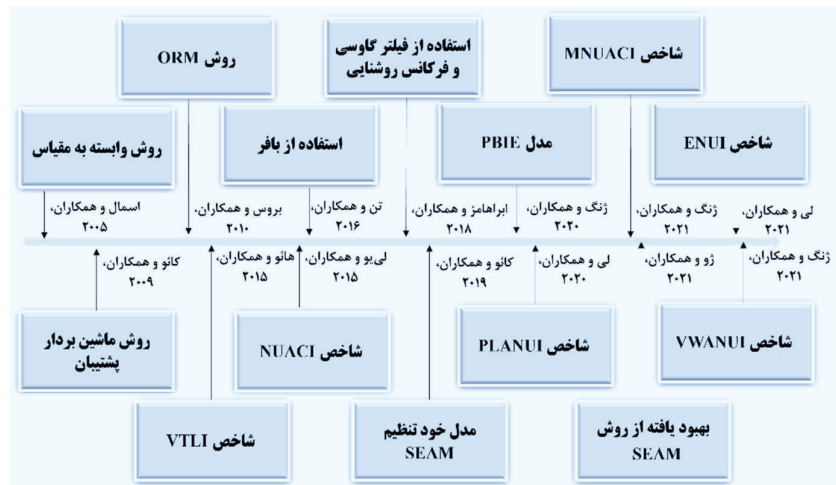 روش ORM
استفاده از فیلتر گاوسی
و فرکانس روشنایی
شاخص MNUACI
روش وابسته به مقیاس
استفاده از بافر
مدل PBIE
شاخص ENUI
اسمال و همکاران،
۲۰۰۵
بروس و همکاران،
۲۰۱۰
تن و همکاران،
۲۰۱۶
ابراهامز و همکاران،
۲۰۱۸
ژنگ و همکاران،
۲۰۲۰
ژنگ و همکاران،
۲۰۲۱
لی و همکاران،
۲۰۲۱
کائو و همکاران،
۲۰۰۹
هائو و همکاران،
۲۰۱۵
لی‌یو و همکاران،
۲۰۱۵
کائو و همکاران،
۲۰۱۹
لی و همکاران،
۲۰۲۰
ژو و همکاران،
۲۰۲۱
ژنگ و همکاران،
۲۰۲۱
روش ماشین بردار
پشتیبان
شاخص NUACI
شاخص PLANUI
شاخص VWANUI
شاخص VTLI
مدل خود تنظیم
SEAM
بهبود یافته از روش
SEAM